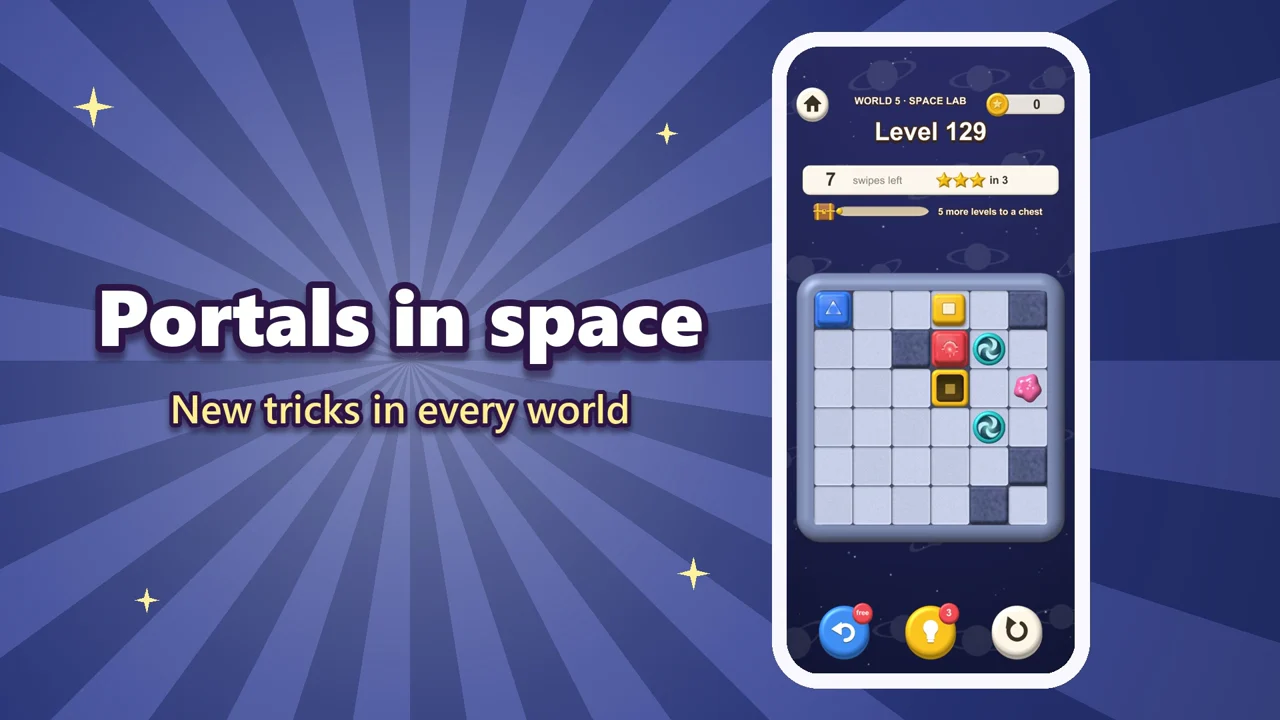 Portals in space
New tricks in every world
WORLD 5 · SPACE LAB
0
Level 129
7 swipes left in 3
5 more levels to a chest
free
3